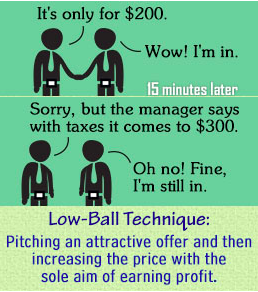 It's only for $200.
Wow! I'm in.
15 minutes later
Sorry, but the manager says
with taxes it comes to $300.
Oh no! Fine,
I'm still in.
Low-Ball Technique:
Pitching an attractive offer and then
increasing the price with the
sole aim of earning profit.